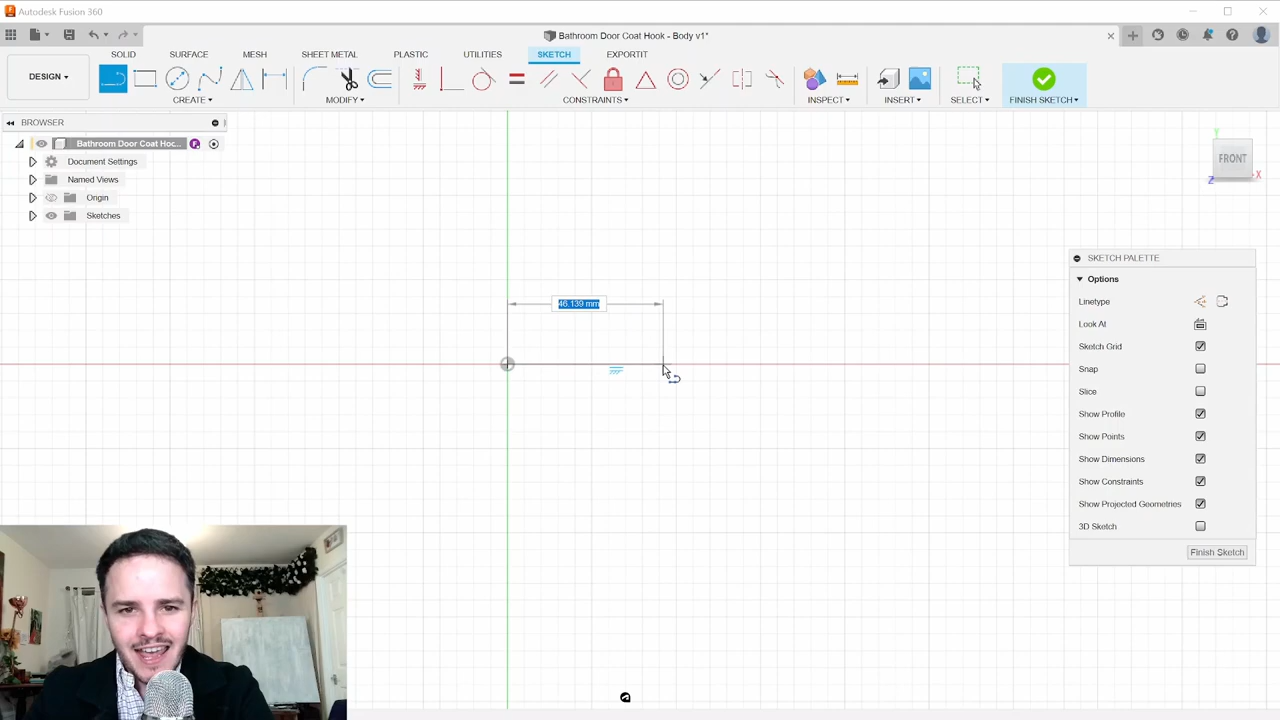 Autodesk Fusion 360
Bathroom Door Coat Hook - Body v1*
DESIGN
SOLID SURFACE MESH SHEET METAL PLASTIC UTILITIES SKETCH EXPORTIT
CREATE MODIFY CONSTRAINTS INSPECT INSERT SELECT FINISH SKETCH
BROWSER
Bathroom Door Coat Hoo...
Document Settings
Named Views
Origin
Sketches
Y
FRONT
X
Z
46.139 mm
SKETCH PALETTE
Options
Linetype
Look At
Sketch Grid
Snap
Slice
Show Profile
Show Points
Show Dimensions
Show Constraints
Show Projected Geometries
3D Sketch
Finish Sketch